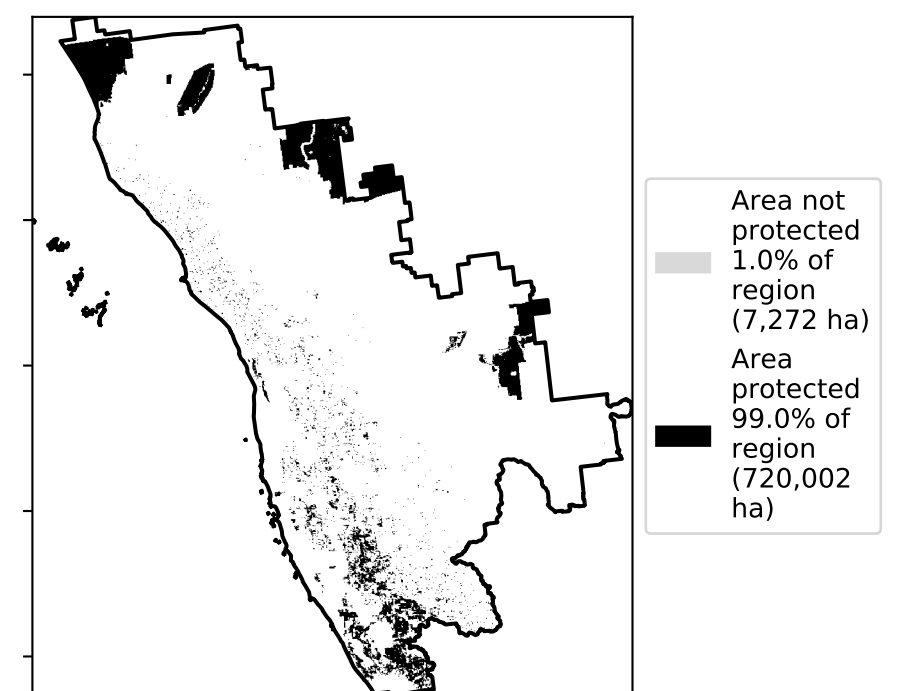 Area not
protected
1.0% of
region
(7,272 ha)
Area
protected
99.0% of
region
(720,002
ha)